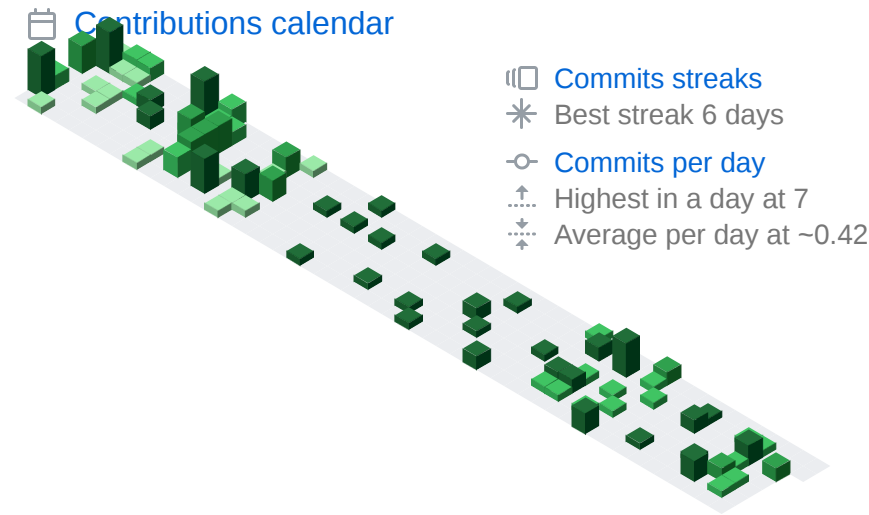 Contributions calendar
Commits streaks
Best streak 6 days
Commits per day
Highest in a day at 7
Average per day at ~0.42